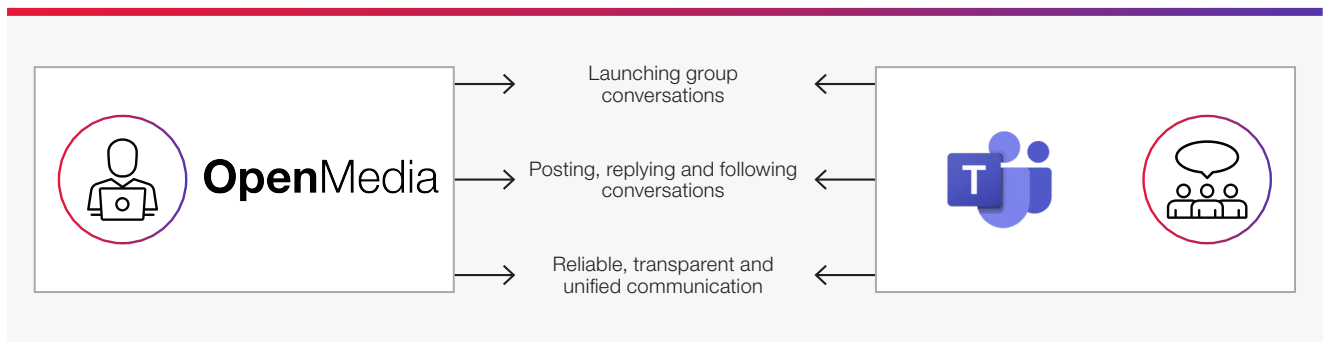 Launching group
conversations
OpenMedia
Posting, replying and following
conversations
T
Reliable, transparent and
unified communication